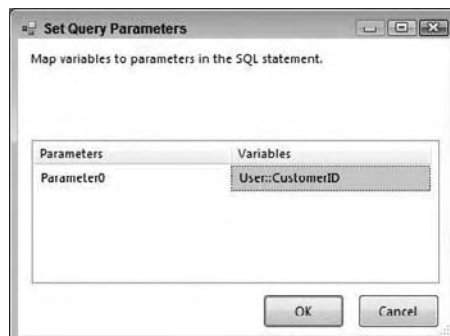 Set Query Parameters
Map variables to parameters in the SQL statement.
Parameters Variables
Parameter0 User::CustomerID
OK Cancel